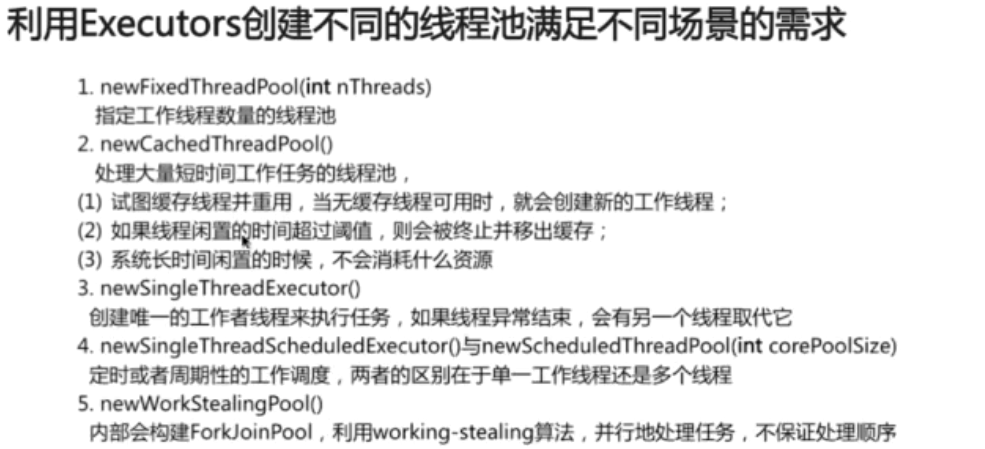 利用Executors创建不同的线程池满足不同场景的需求
1. newFixedThreadPool(int nThreads)
指定工作线程数量的线程池
2. newCachedThreadPool()
处理大量短时间工作任务的线程池，
(1) 试图缓存线程并重用，当无缓存线程可用时，就会创建新的工作线程；
(2) 如果线程闲置的时间超过阈值，则会被终止并移出缓存；
(3) 系统长时间闲置的时候，不会消耗什么资源
3. newSingleThreadExecutor()
创建唯一的工作者线程来执行任务，如果线程异常结束，会有另一个线程取代它
4. newSingleThreadScheduledExecutor()与newScheduledThreadPool(int corePoolSize)
定时或者周期性的工作调度，两者的区别在于单一工作线程还是多个线程
5. newWorkStealingPool()
内部会构建ForkJoinPool，利用working-stealing算法，并行地处理任务，不保证处理顺序